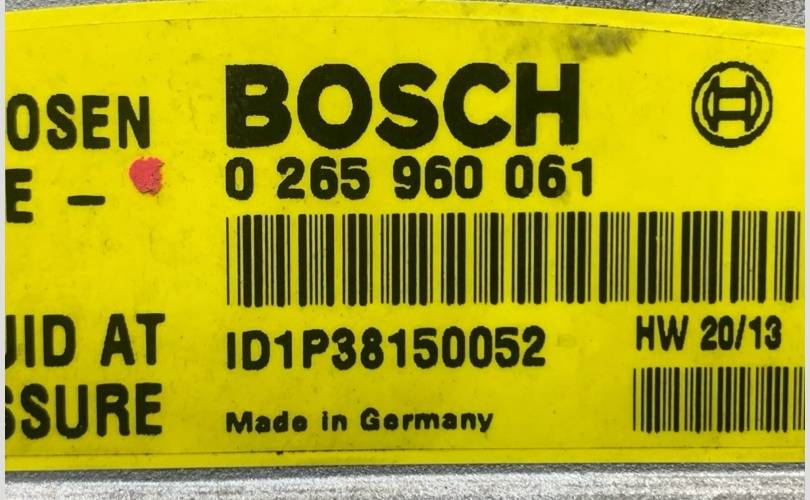 BOSCH
0 265 960 061
ID1P38150052
HW 20/13
Made in Germany
OSEN
E -
UID AT
SSURE